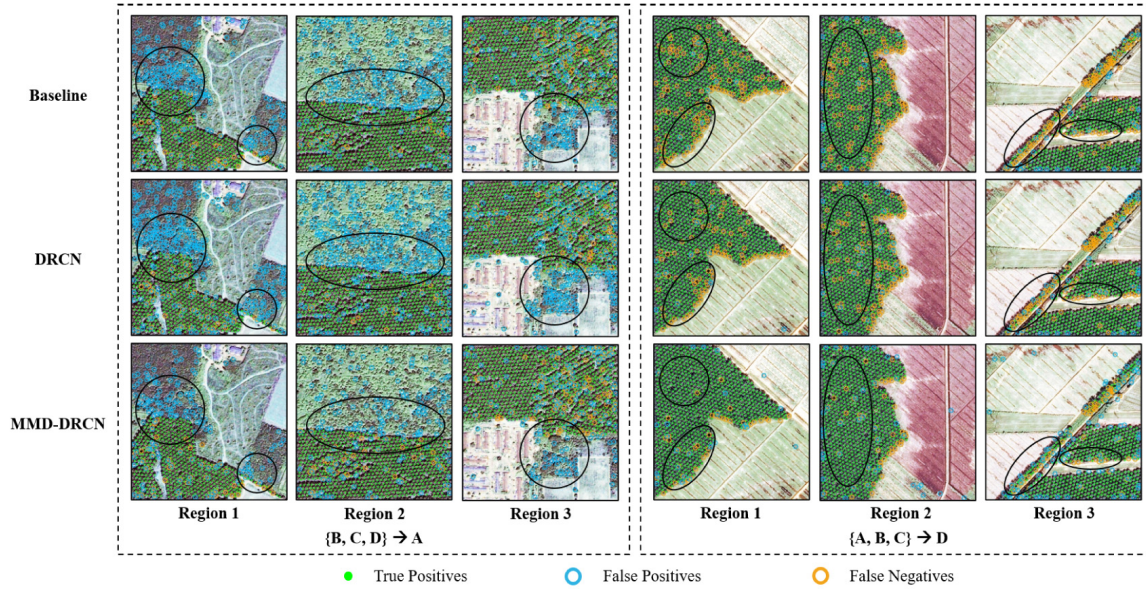 Baseline
DRCN
MMD-DRCN
Region 1
Region 2
Region 3
Region 1
Region 2
Region 3
{B, C, D} → A
{A, B, C} → D
True Positives
False Positives
False Negatives